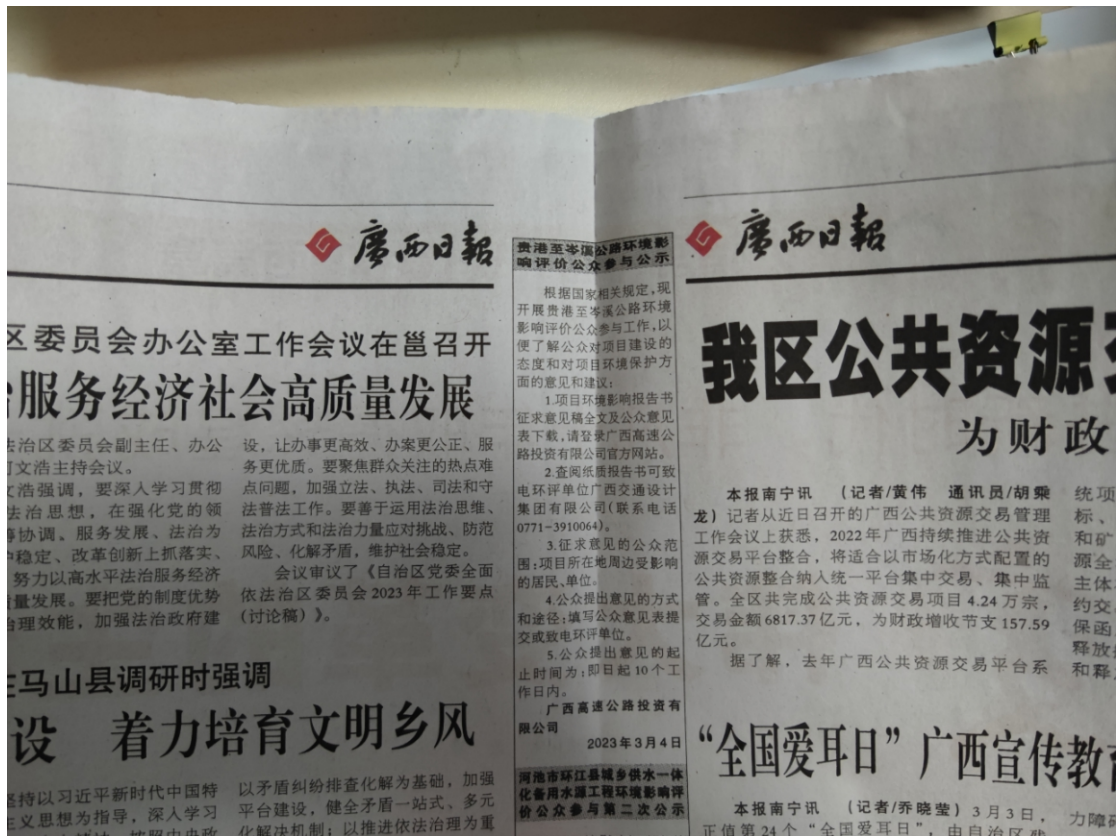 廣西日報
区委员会办公室工作会议在邕召开
服务经济社会高质量发展
法治区委员会副主任、办公
文浩主持会议。
文浩强调，要深入学习贯彻
法治思想，在强化党的领
筹协调、服务发展、法治为
稳定、改革创新上抓落实、
努力以高水平法治服务经济
质量发展。要把党的制度优势
治理效能，加强法治政府建
设，让办事更高效、办案更公正、服
务更优质。要聚焦群众关注的热点难
点问题，加强立法、执法、司法和守
法普法工作。要善于运用法治思维、
法治方式和法治力量应对挑战、防范
风险、化解矛盾，维护社会稳定。
会议审议了《自治区党委全面
依法治区委员会2023年工作要点
（讨论稿）》。
马山县调研时强调
设 着力培育文明乡风
坚持以习近平新时代中国特
主义思想为指导，深入学习
以矛盾纠纷排查化解为基础，加强
平台建设，健全矛盾一站式、多元
化解决机制；以推进依法治理为重
贵港至岑溪公路环境影
响评价公众参与公示
根据国家相关规定，现
开展贵港至岑溪公路环境
影响评价公众参与工作，以
便了解公众对项目建设的
态度和对项目环境保护方
面的意见和建议：
1.项目环境影响报告书
征求意见稿全文及公众意见
表下载，请登录广西高速公
路投资有限公司官方网站。
2.查阅纸质报告书可致
电环评单位广西交通设计
集团有限公司（联系电话
0771-3910064）。
3.征求意见的公众范
围：项目所在地周边受影响
的居民、单位。
4.公众提出意见的方式
和途径：填写公众意见表提
交或致电环评单位。
5.公众提出意见的起
止时间为：即日起10个工
作日内。
广西高速公路投资有
限公司
2023年3月4日
河池市环江县城乡供水一体
化备用水源工程环境影响评
价公众参与第二次公示
廣西日報
我区公共资源
为财政
本报南宁讯 （记者/黄伟 通讯员/胡乘
龙）记者从近日召开的广西公共资源交易管理
工作会议上获悉，2022年广西持续推进公共资
源交易平台整合，将适合以市场化方式配置的
公共资源整合纳入统一平台集中交易、集中监
管。全区共完成公共资源交易项目4.24万宗，
交易金额6817.37亿元，为财政增收节支157.59
亿元。
据了解，去年广西公共资源交易平台系
统项
标、
和矿
源全
主体
约交
保函
释放
和释
“全国爱耳日”广西宣传教育
本报南宁讯 （记者/乔晓莹）3月3日，
正值第24个“全国爱耳日”，由自治区
力障